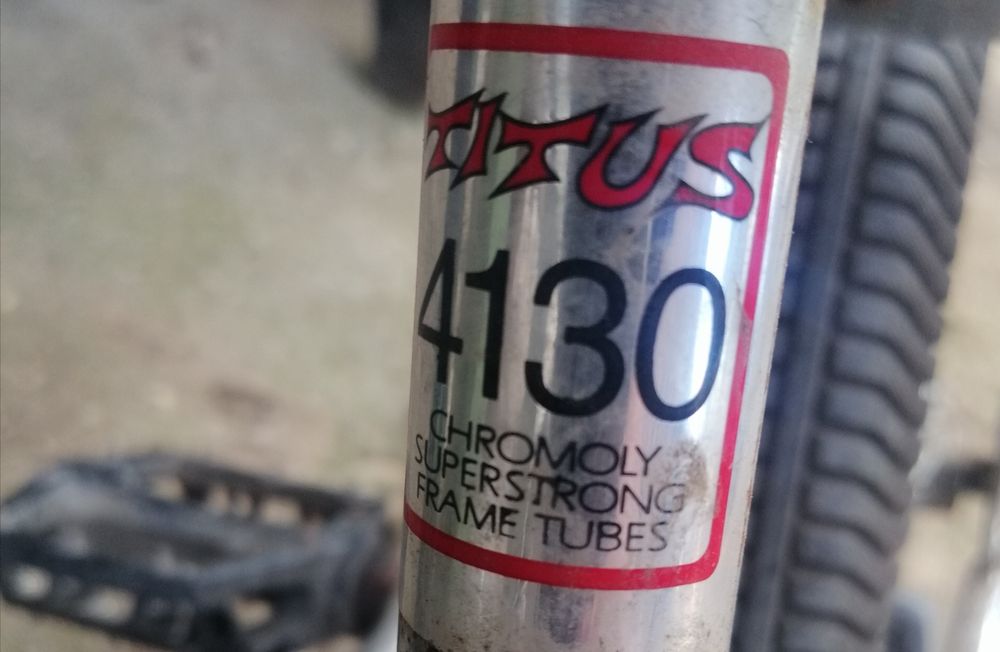 TITUS
4130
CHROMOLY
SUPERSTRONG
FRAME TUBES